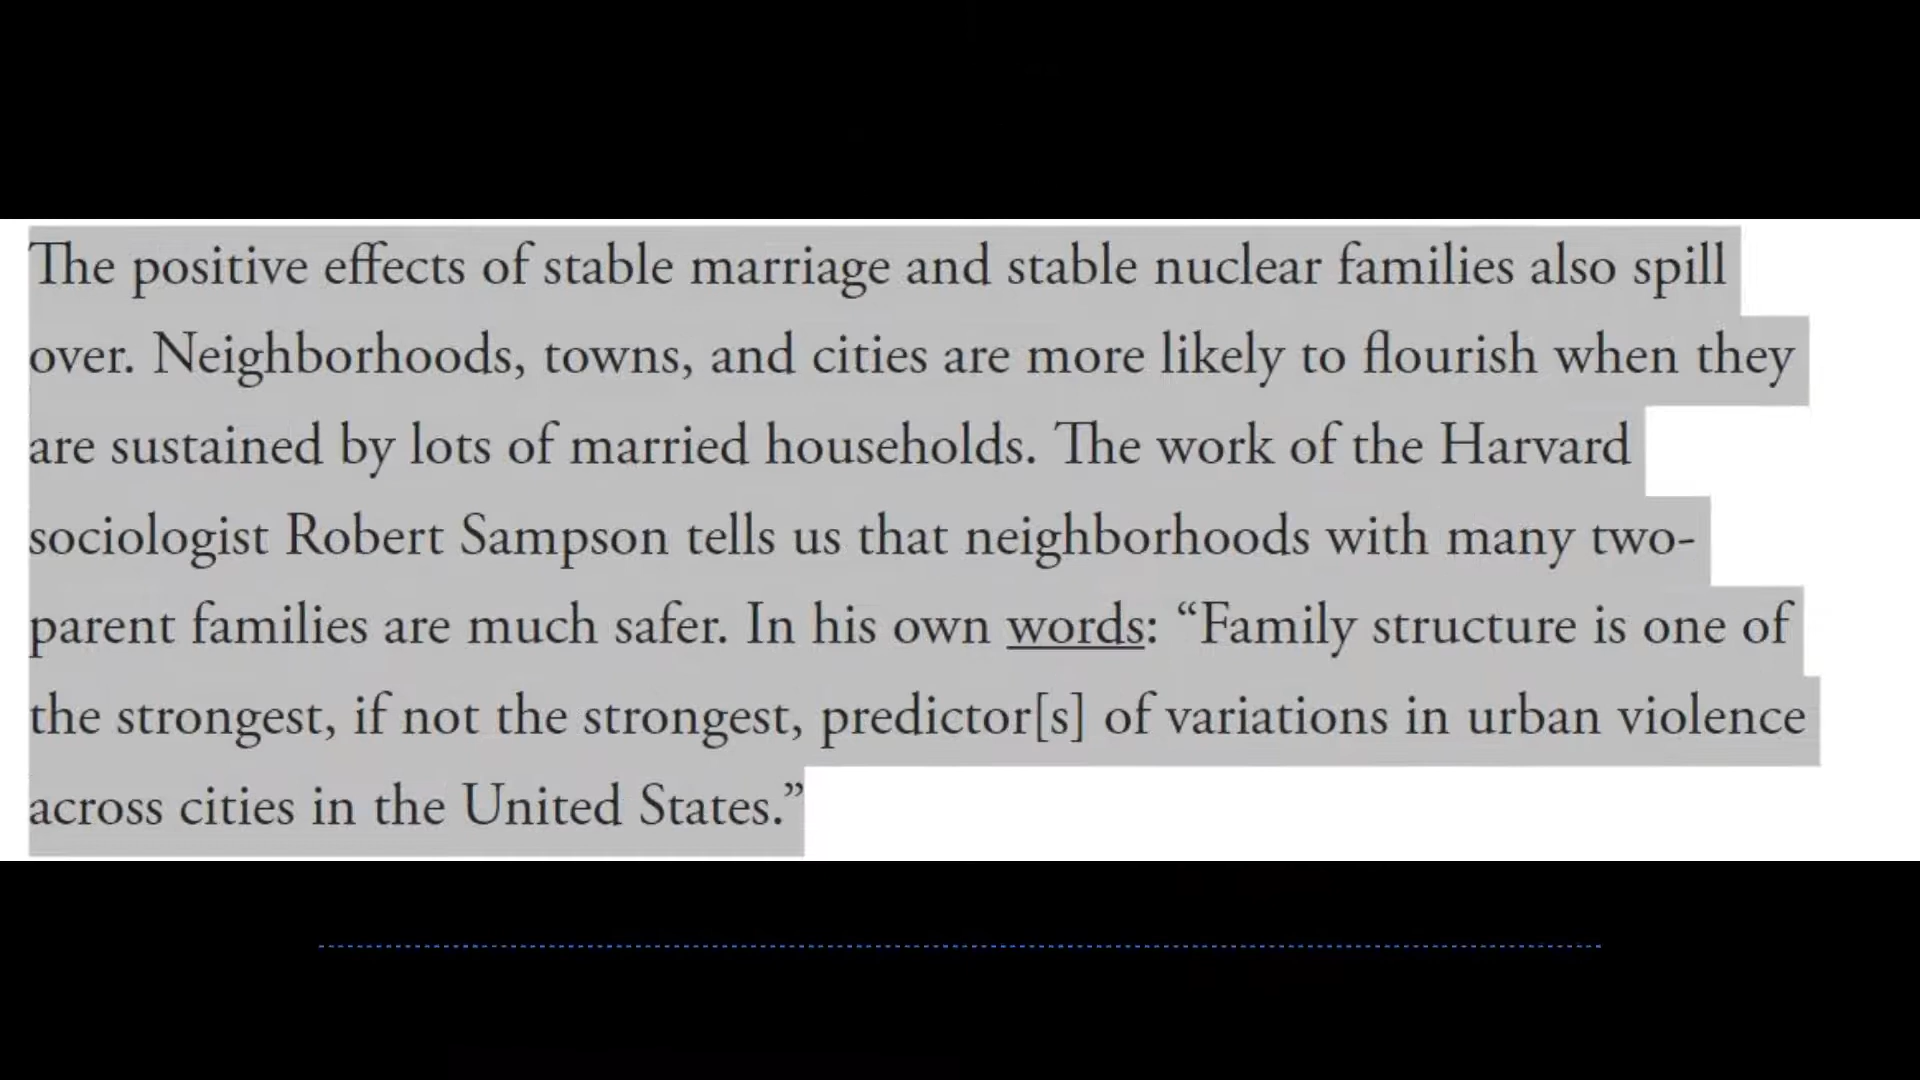 The positive effects of stable marriage and stable nuclear families also spill
over. Neighborhoods, towns, and cities are more likely to flourish when they
are sustained by lots of married households. The work of the Harvard
sociologist Robert Sampson tells us that neighborhoods with many two-
parent families are much safer. In his own words: “Family structure is one of
the strongest, if not the strongest, predictor[s] of variations in urban violence
across cities in the United States.”